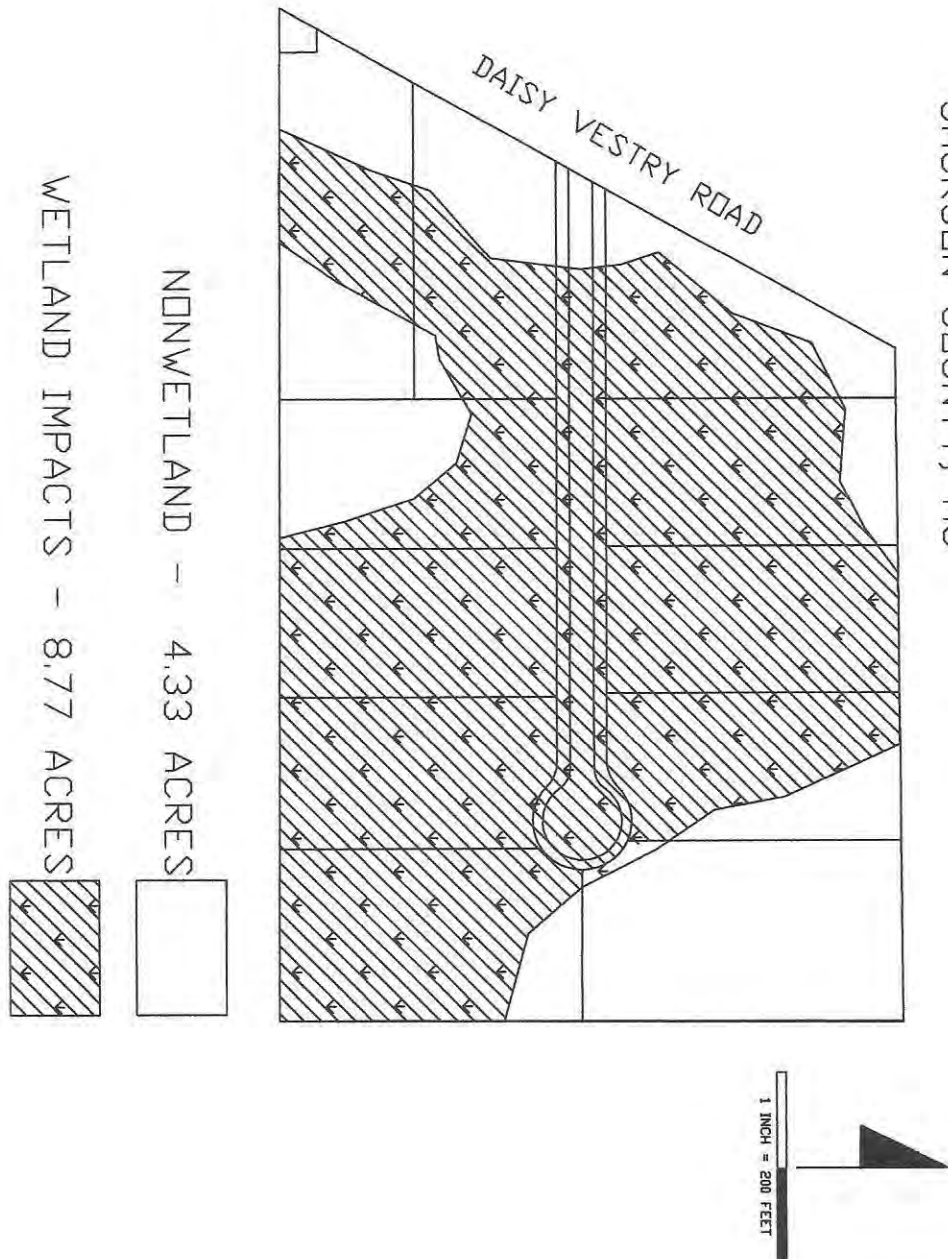 DAISY VESTRY ROAD
NONWETLAND - 4.33 ACRES
WETLAND IMPACTS - 8.77 ACRES
1 INCH = 200 FEET